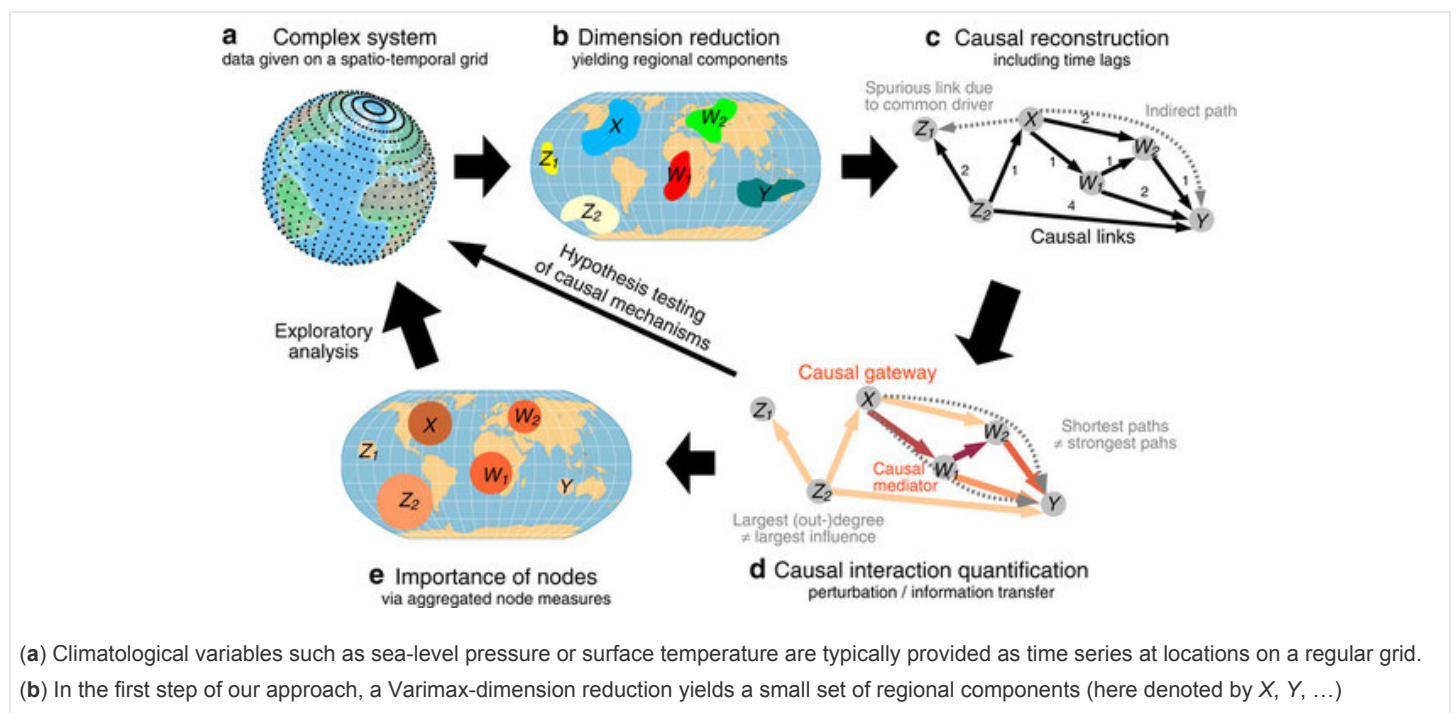 a Complex system
data given on a spatio-temporal grid
b Dimension reduction
yielding regional components
X
W2
Z1
W1
Y
Z2
c Causal reconstruction
including time lags
Spurious link due
to common driver
Indirect path
Z1
X
2
W2
1
1
W1
2
1
2
1
Z2
4
Y
Causal links
Hypothesis testing
of causal mechanisms
Exploratory
analysis
Causal gateway
Z1
X
W2
Shortest paths
≠ strongest pahs
W1
Causal
mediator
Z2
Y
Largest (out-)degree
≠ largest influence
d Causal interaction quantification
perturbation / information transfer
X
W2
Z1
W1
Y
Z2
e Importance of nodes
via aggregated node measures
(a) Climatological variables such as sea-level pressure or surface temperature are typically provided as time series at locations on a regular grid.
(b) In the first step of our approach, a Varimax-dimension reduction yields a small set of regional components (here denoted by X, Y, …)